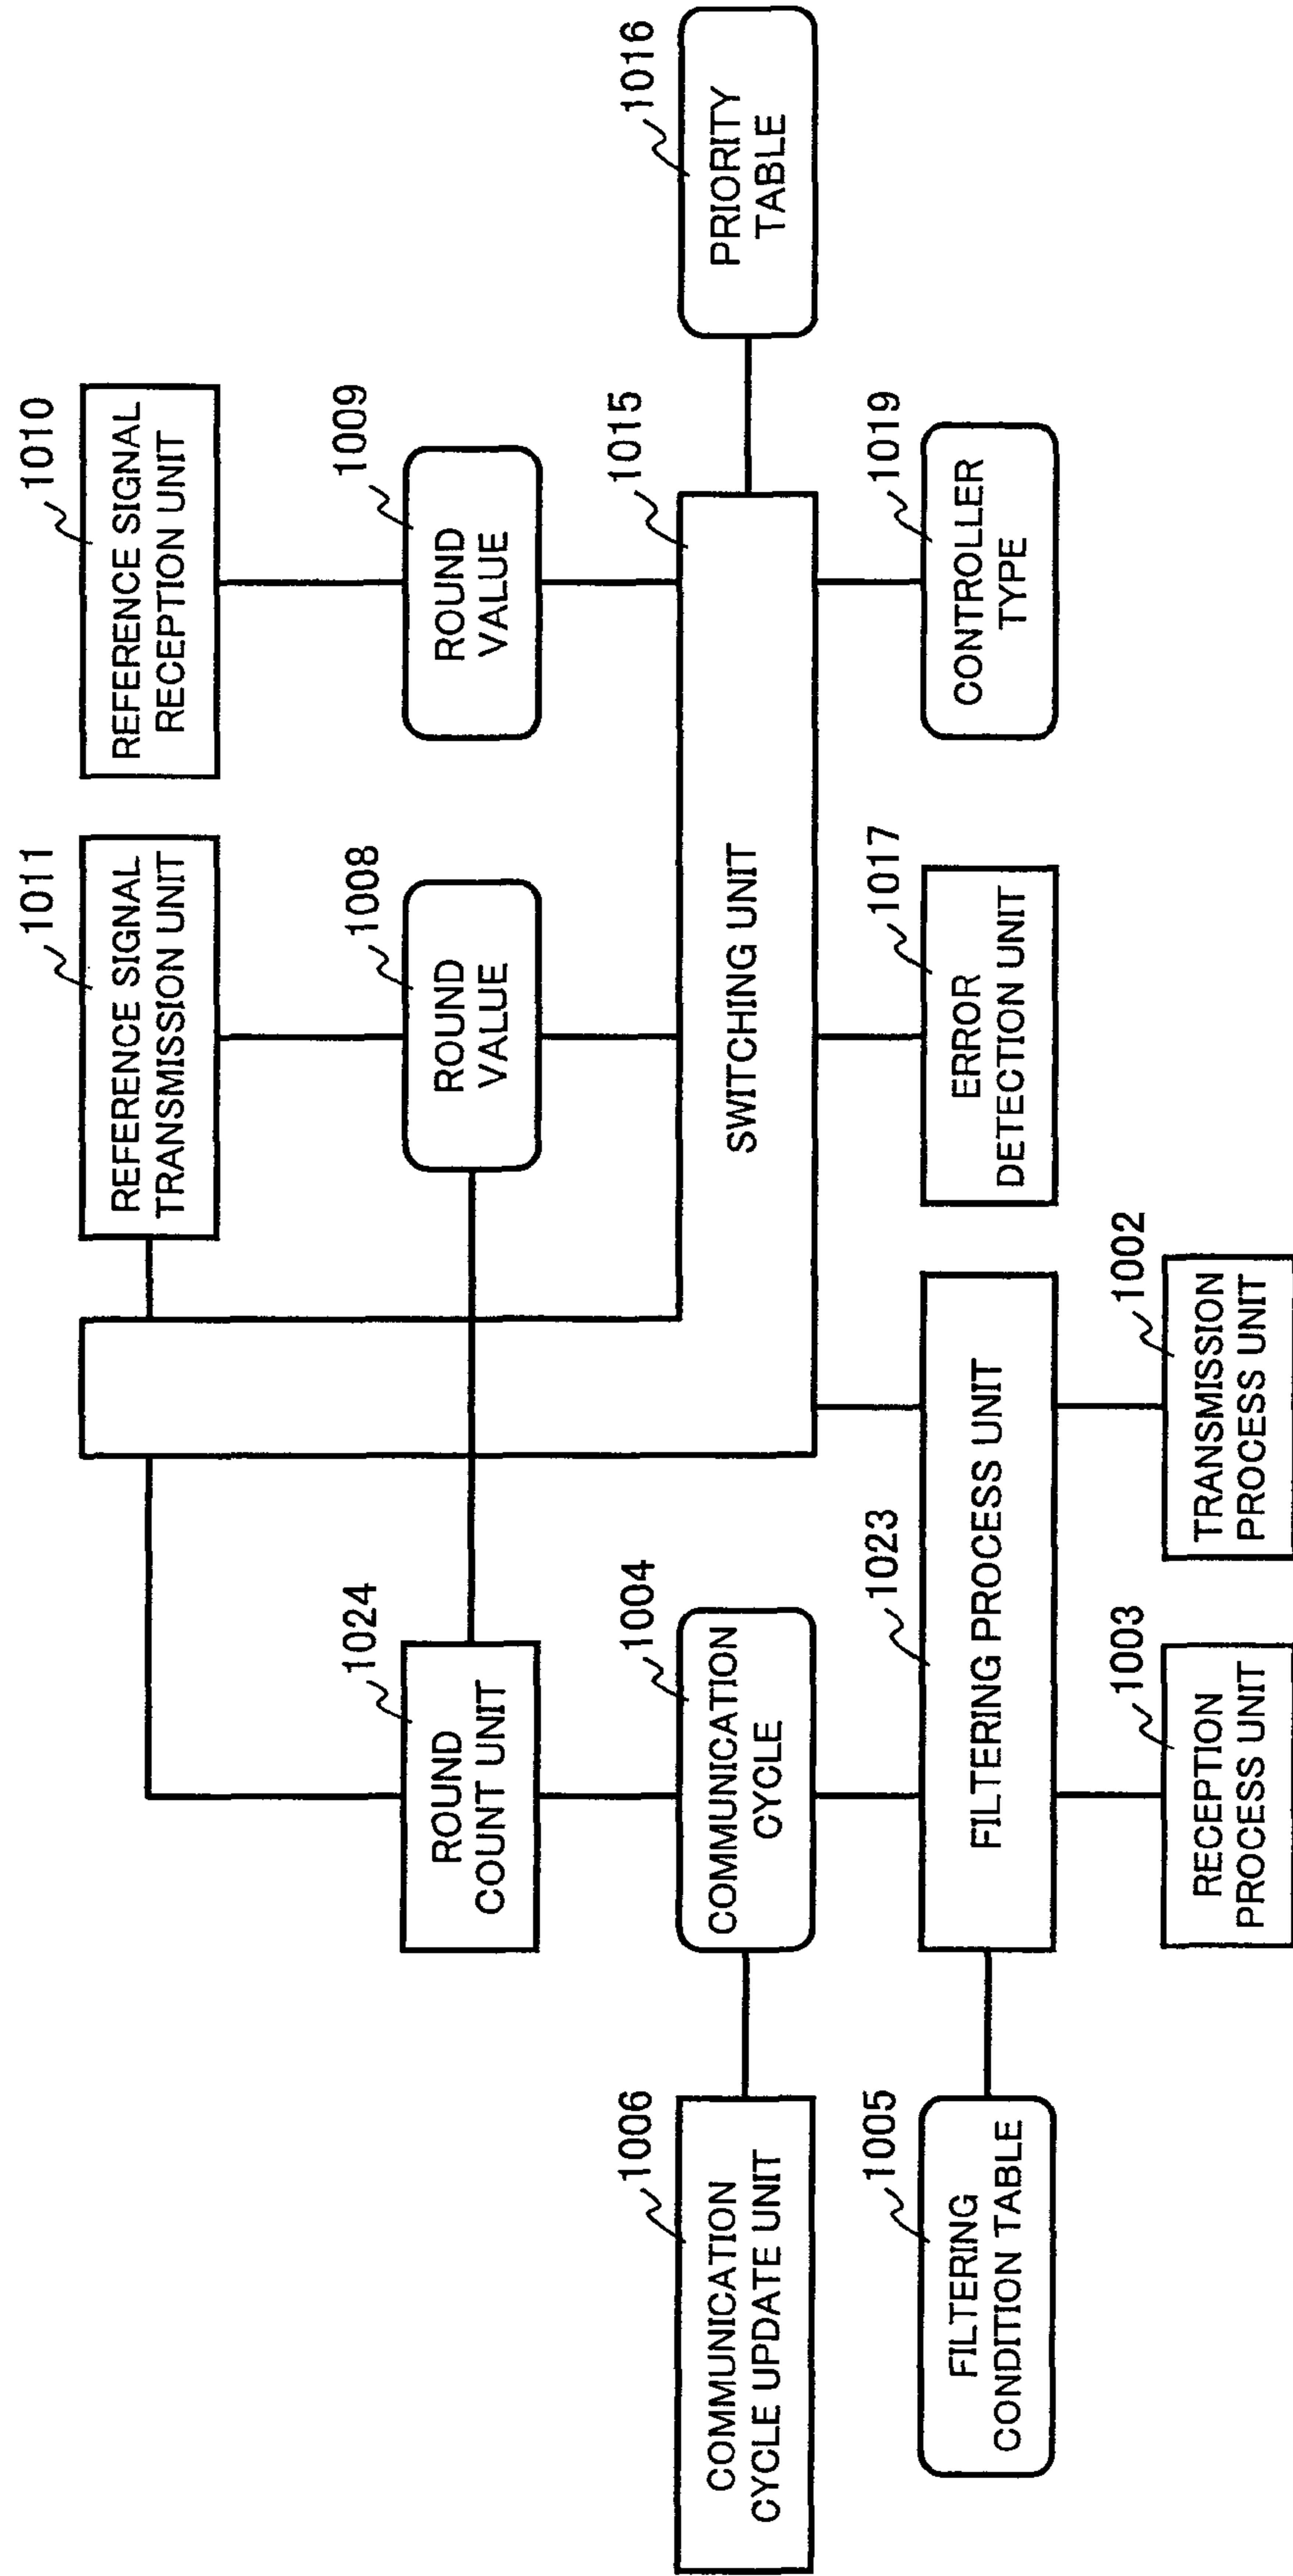 1011
REFERENCE SIGNAL
TRANSMISSION UNIT
1010
REFERENCE SIGNAL
RECEPTION UNIT
1024
ROUND
COUNT UNIT
1008
ROUND
VALUE
1009
ROUND
VALUE
1006
COMMUNICATION
CYCLE UPDATE UNIT
1004
COMMUNICATION
CYCLE
1015
SWITCHING UNIT
1016
PRIORITY
TABLE
1005
FILTERING
CONDITION TABLE
1023
FILTERING PROCESS UNIT
1017
ERROR
DETECTION UNIT
1019
CONTROLLER
TYPE
1003
RECEPTION
PROCESS UNIT
1002
TRANSMISSION
PROCESS UNIT